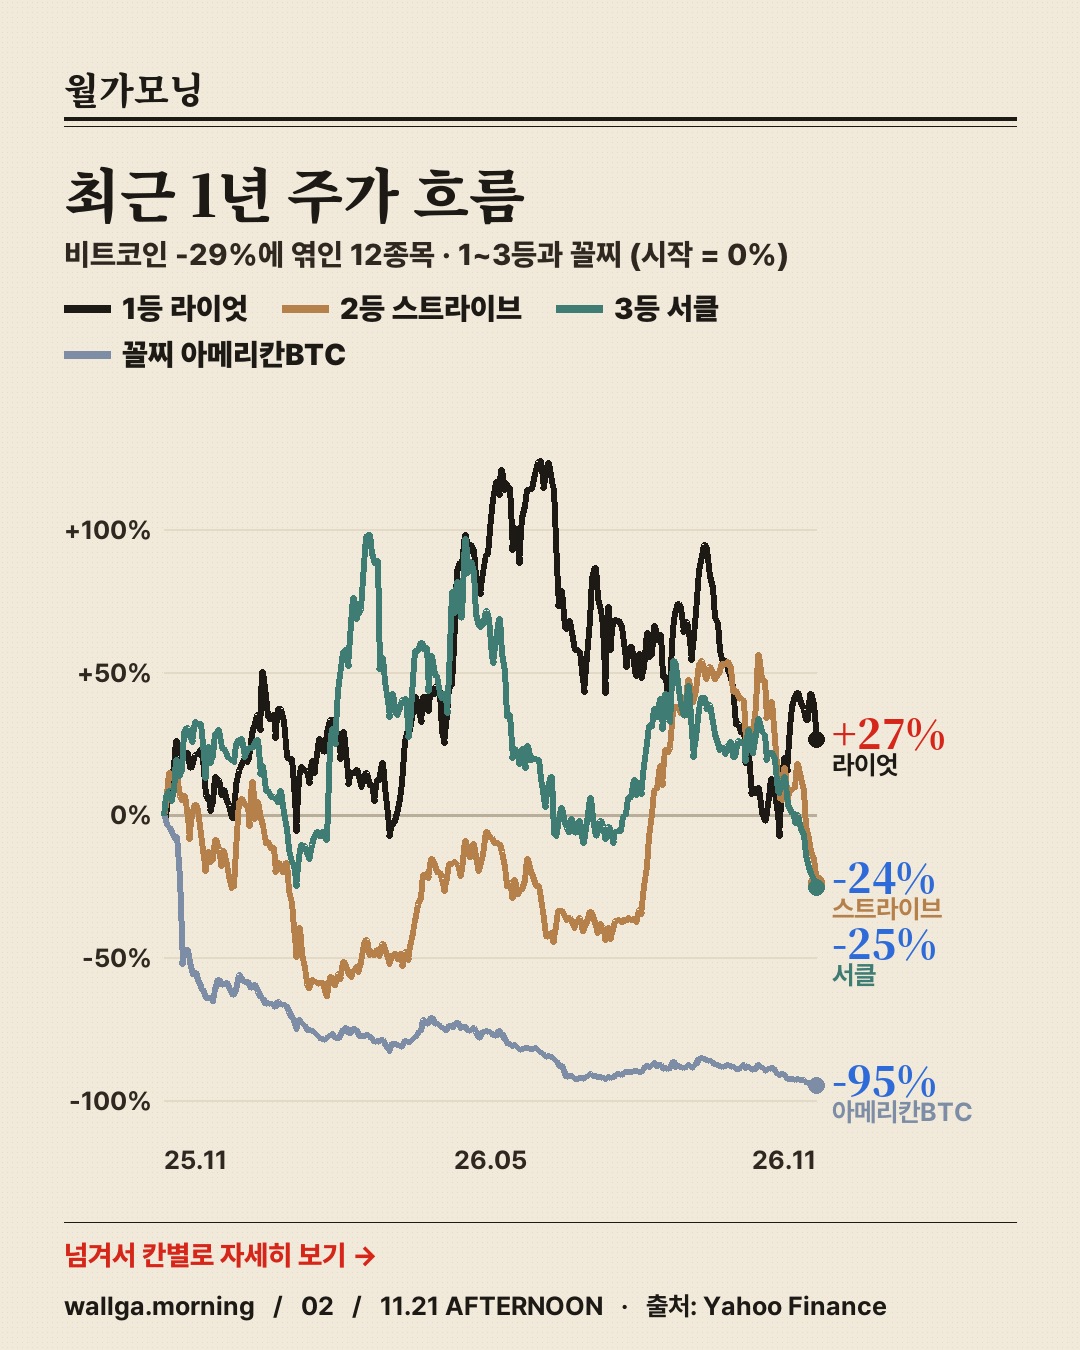 월가모닝
최근 1년 주가 흐름
비트코인 -29%에 엮인 12종목 · 1~3등과 꼴찌 (시작 = 0%)
1등 라이엇 2등 스트라이브 3등 서클
꼴찌 아메리칸BTC
+100%
+50%
0%
-50%
-100%
+27%
라이엇
-24%
스트라이브
-25%
서클
-95%
아메리칸BTC
25.11 26.05 26.11
넘겨서 칸별로 자세히 보기 →
wallga.morning / 02 / 11.21 AFTERNOON · 출처: Yahoo Finance